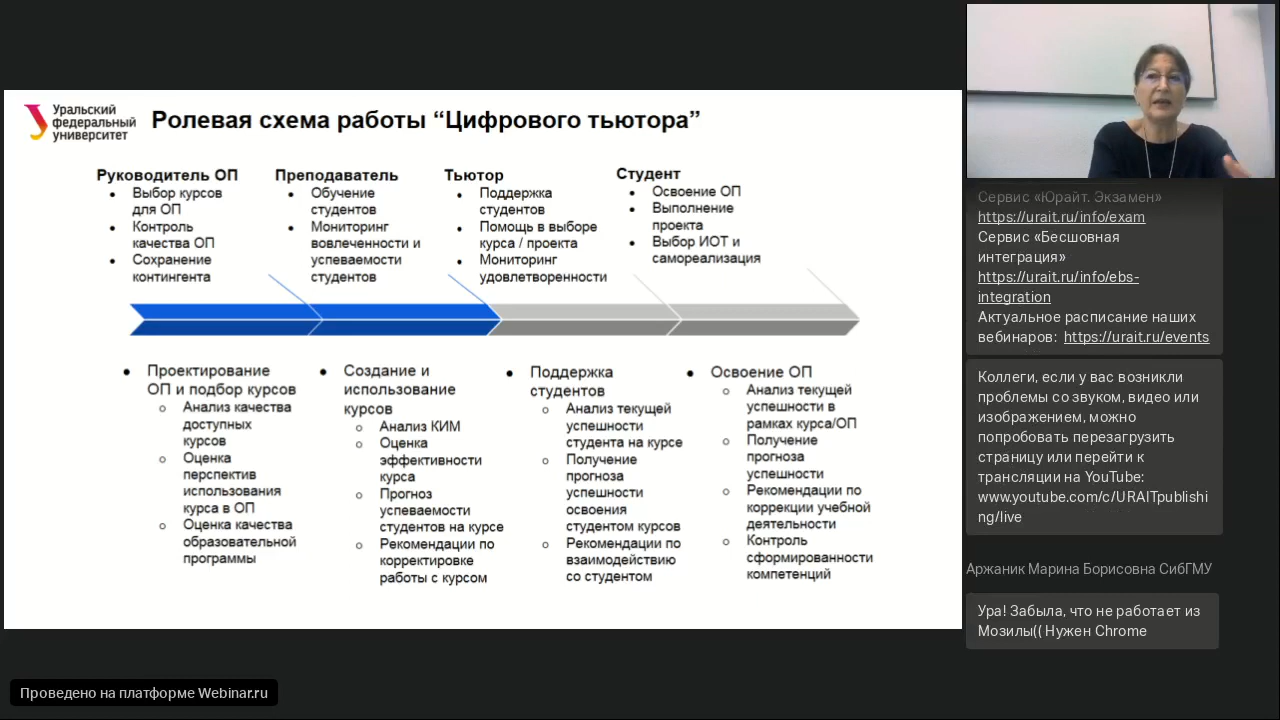 Уральский
федеральный
университет
Ролевая схема работы “Цифрового тьютора”
Руководитель ОП
Выбор курсов
для ОП
Контроль
качества ОП
Сохранение
контингента
Преподаватель
Обучение
студентов
Мониторинг
вовлеченности и
успеваемости
студентов
Тьютор
Поддержка
студентов
Помощь в выборе
курса / проекта
Мониторинг
удовлетворенности
Студент
Освоение ОП
Выполнение
проекта
Выбор ИОТ и
самореализация
Проектирование
ОП и подбор курсов
Анализ качества
доступных
курсов
Оценка
перспектив
использования
курса в ОП
Оценка качества
образовательной
программы
Создание и
использование
курсов
Анализ КИМ
Оценка
эффективности
курса
Прогноз
успеваемости
студентов на курсе
Рекомендации по
корректировке
работы с курсом
Поддержка
студентов
Анализ текущей
успешности
студента на курсе
Получение
прогноза
успешности
освоения
студентом курсов
Рекомендации по
взаимодействию
со студентом
Освоение ОП
Анализ текущей
успешности в
рамках курса/ОП
Получение
прогноза
успешности
Рекомендации по
коррекции учебной
деятельности
Контроль
сформированности
компетенций
Сервис «Юрайт. Экзамен»
https://urait.ru/info/exam
Сервис «Бесшовная
интеграция»
https://urait.ru/info/ebs-
integration
Актуальное расписание наших
вебинаров: https://urait.ru/events
Коллеги, если у вас возникли
проблемы со звуком, видео или
изображением, можно
попробовать перезагрузить
страницу или перейти к
трансляции на YouTube:
www.youtube.com/c/URAITpublishi
ng/live
Аржаник Марина Борисовна СибГМУ
Ура! Забыла, что не работает из
Мозилы(( Нужен Chrome
Проведено на платформе Webinar.ru